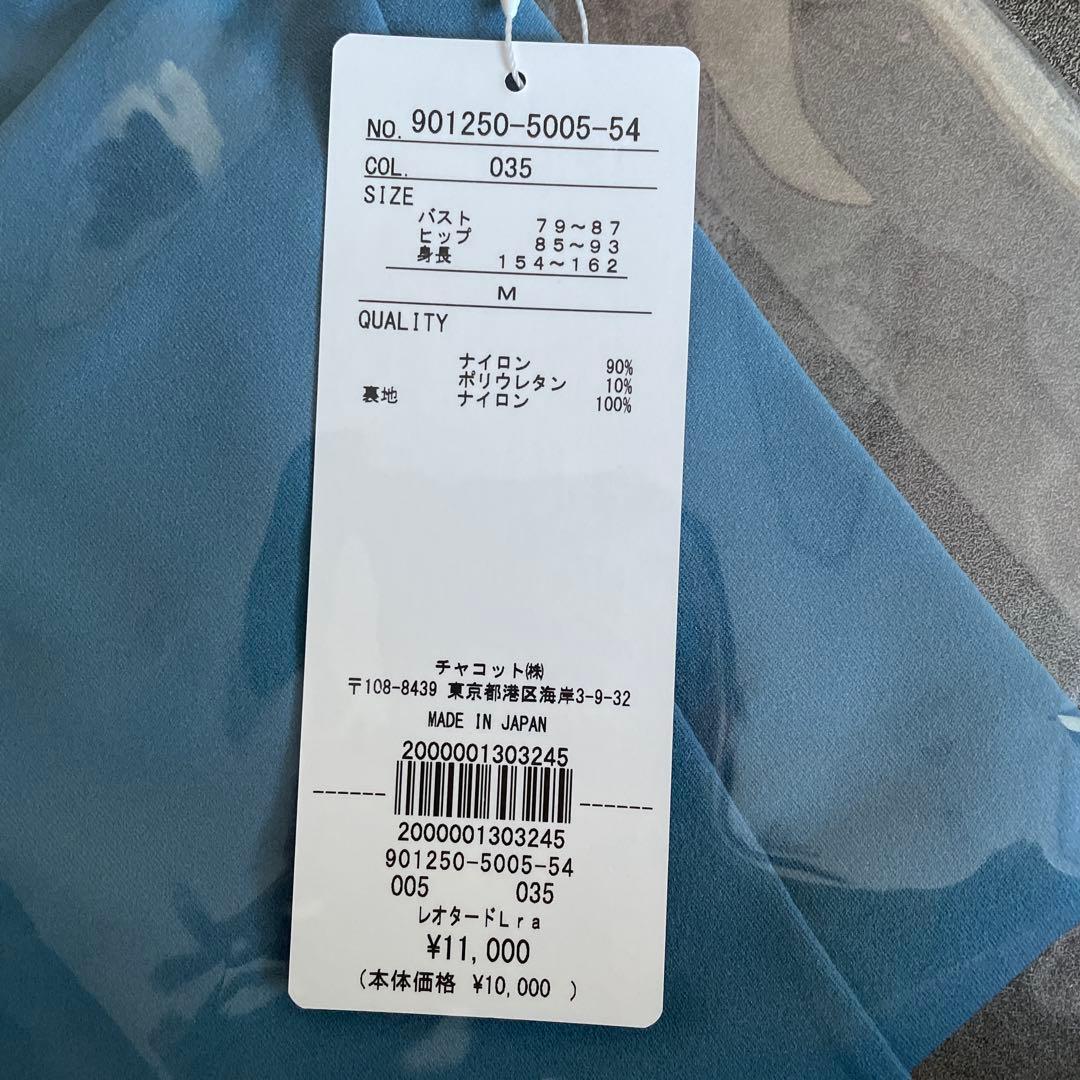 NO. 901250-5005-54
COL. 035
SIZE
バスト 79~87
ヒップ 85~93
身長 154~162
M
QUALITY
ナイロン 90%
ポリウレタン 10%
裏地 ナイロン 100%
チャコット㈱
〒108-8439 東京都港区海岸3-9-32
MADE IN JAPAN
2000001303245
2000001303245
901250-5005-54
005 035
レオタードLra
¥11,000
(本体価格 ¥10,000 )